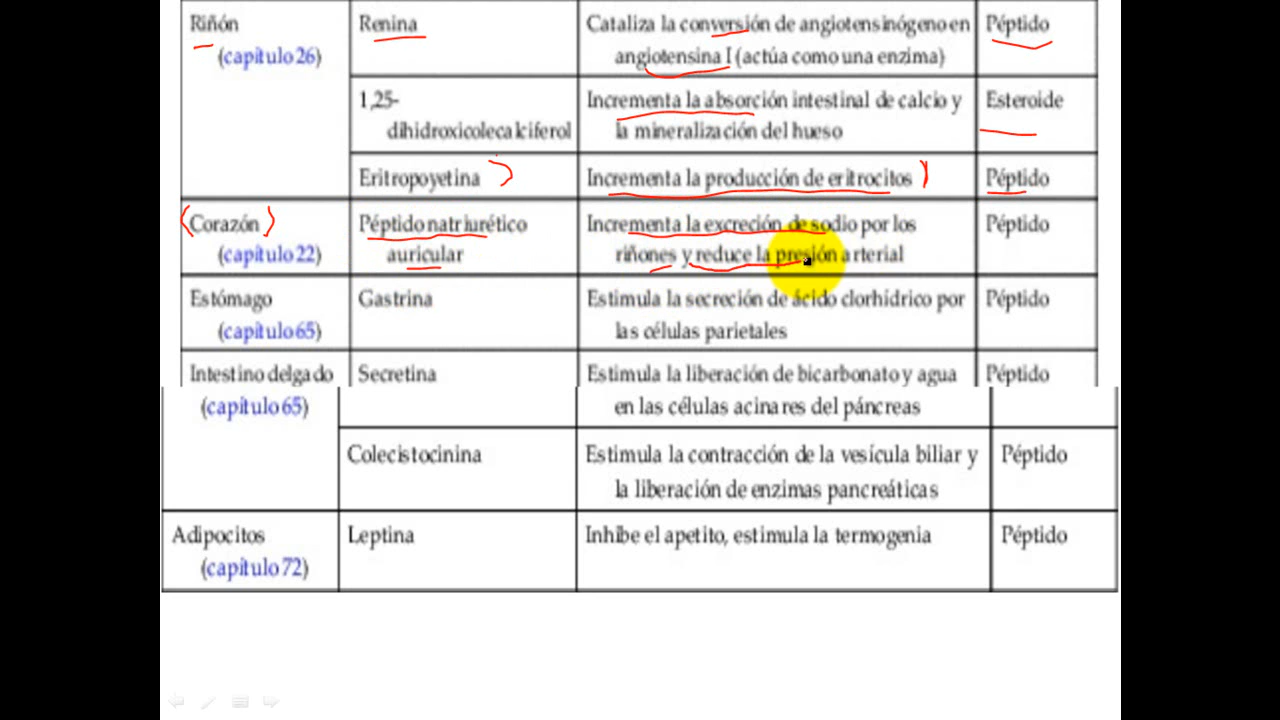 Riñón
(capítulo 26)
Renina
Cataliza la conversión de angiotensinógeno en
angiotensina I (actúa como una enzima)
Péptido
1,25-
dihidroxicolecalciferol
Incrementa la absorción intestinal de calcio y
la mineralización del hueso
Esteroide
Eritropoyetina
Incrementa la producción de eritrocitos
Péptido
Corazón
(capítulo 22)
Péptido natriurético
auricular
Incrementa la excreción de sodio por los
riñones y reduce la presión arterial
Péptido
Estómago
(capítulo 65)
Gastrina
Estimula la secreción de ácido clorhídrico por
las células parietales
Péptido
Intestino delgado
(capítulo 65)
Secretina
Estimula la liberación de bicarbonato y agua
en las células acinares del páncreas
Péptido
Colecistocinina
Estimula la contracción de la vesícula biliar y
la liberación de enzimas pancreáticas
Péptido
Adipocitos
(capítulo 72)
Leptina
Inhibe el apetito, estimula la termogenia
Péptido